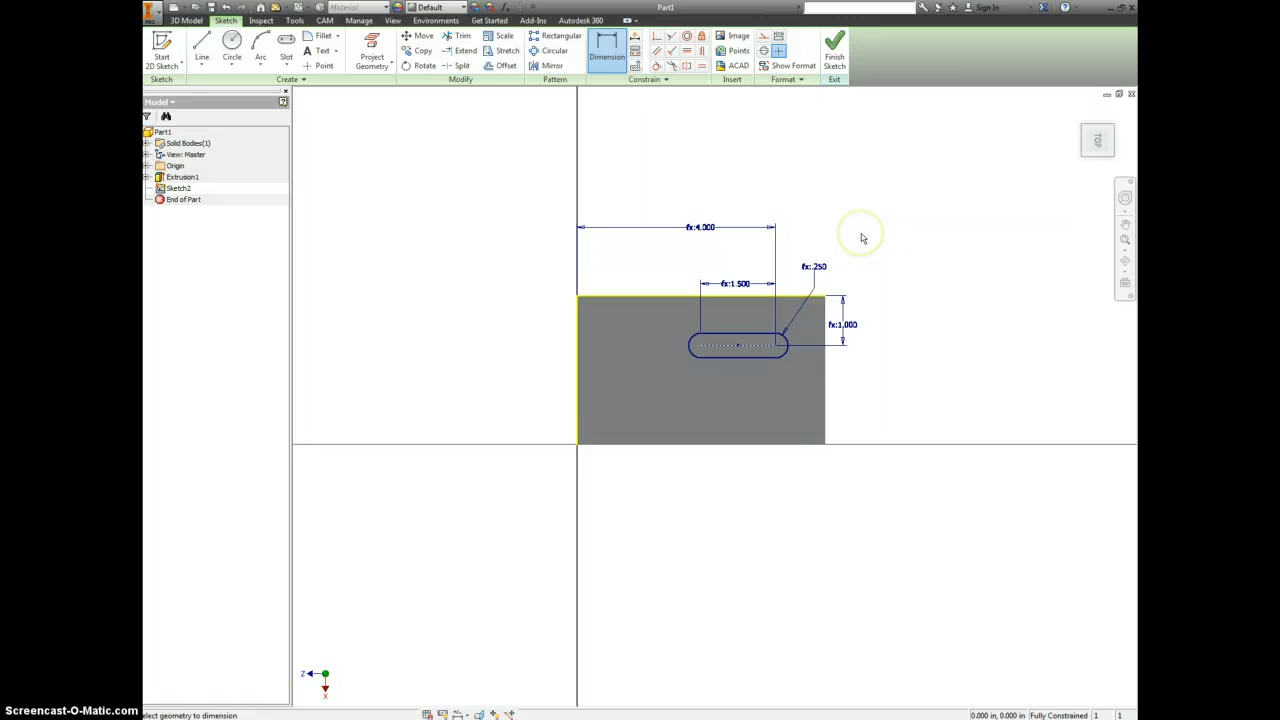 Material
Default
Part1
Sign In
PRO
3D Model Sketch Inspect Tools CAM Manage View Environments Get Started Add-Ins Autodesk 360
Start
2D Sketch
Line
Circle
Arc
Slot
Fillet
Text
Point
Project
Geometry
Move
Copy
Rotate
Trim
Extend
Split
Scale
Stretch
Offset
Rectangular
Circular
Mirror
Dimension
Image
Points
ACAD
Show Format
Finish
Sketch
Sketch Create Modify Pattern Constrain Insert Format Exit
Model
Part1
Solid Bodies(1)
View: Master
Origin
Extrusion1
Sketch2
End of Part
TOP
fx:4.000
fx:.250
fx:1.500
fx:1.000
Z
X
Screencast-O-Matic.com
elect geometry to dimension
0.000 in, 0.000 in Fully Constrained 1 1